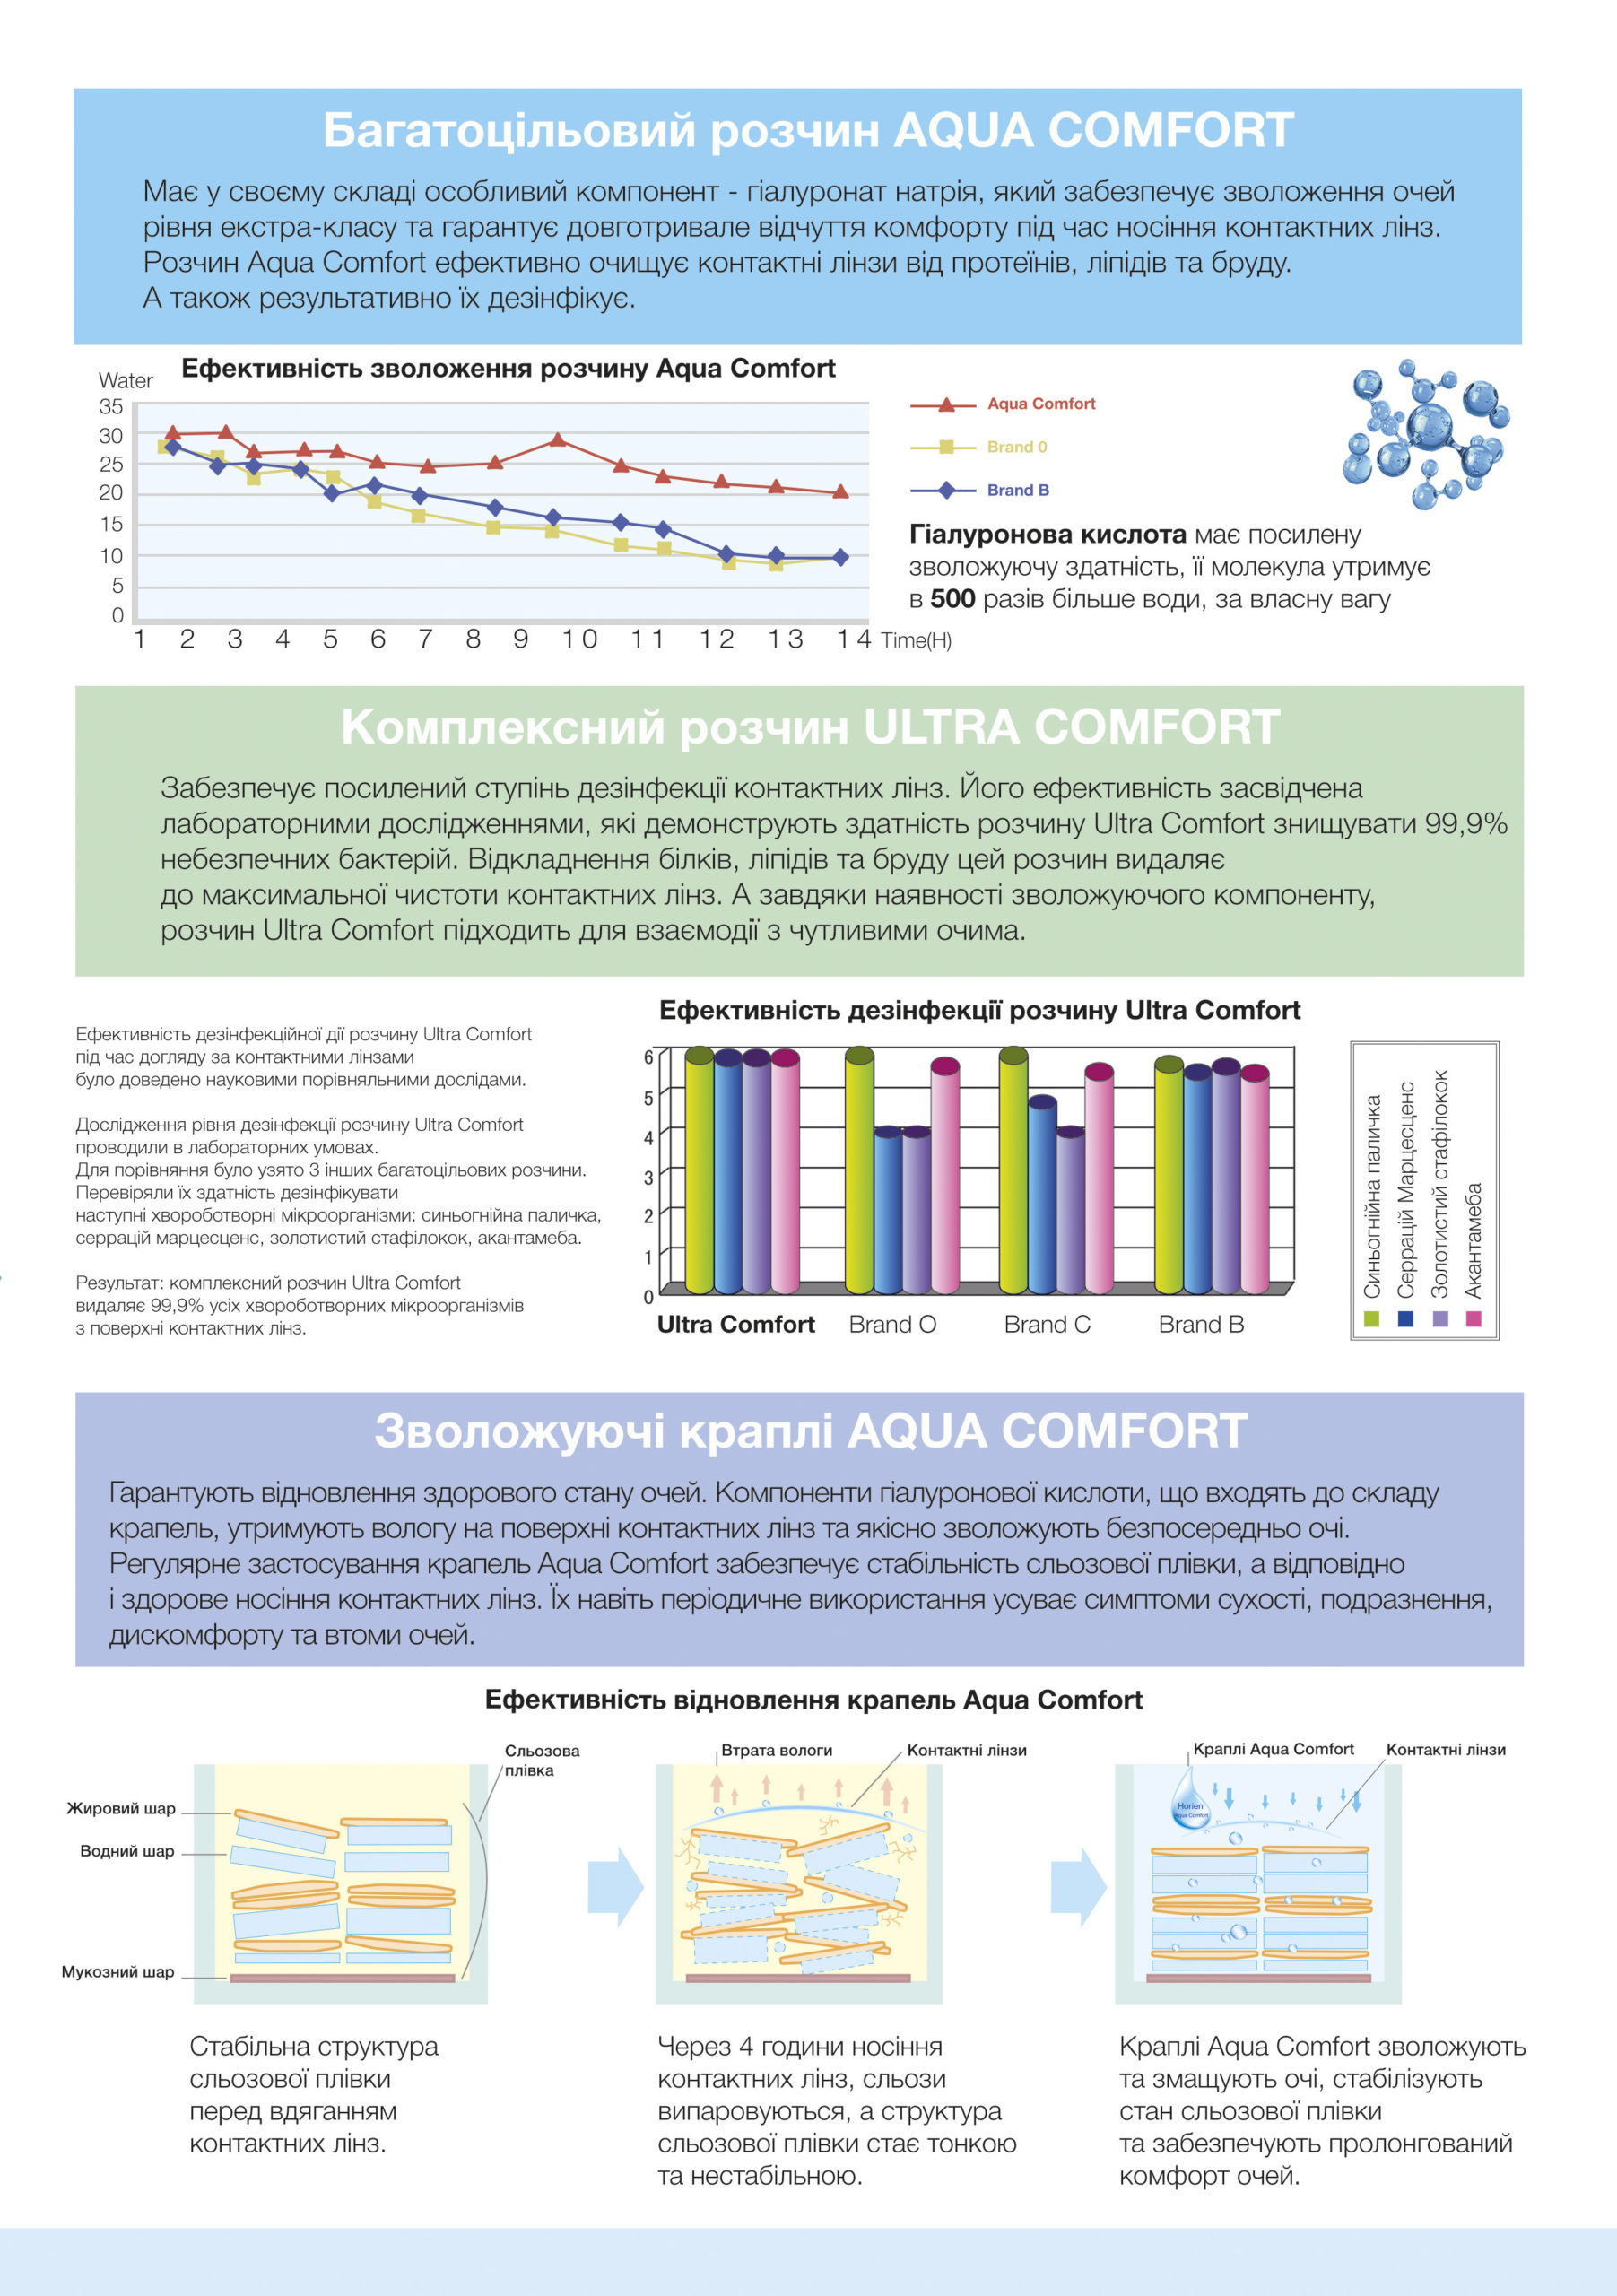 Багатоцільовий розчин AQUA COMFORT
Має у своєму складі особливий компонент - гіалуронат натрія, який забезпечує зволоження очей
рівня екстра-класу та гарантує довготривале відчуття комфорту під час носіння контактних лінз.
Розчин Aqua Comfort ефективно очищує контактні лінзи від протеїнів, ліпідів та бруду.
А також результативно їх дезінфікує.
Water
Ефективність зволоження розчину Aqua Comfort
35
30
25
20
15
10
5
0
1 2 3 4 5 6 7 8 9 10 11 12 13 14 Time(H)
Aqua Comfort
Brand 0
Brand B
Гіалуронова кислота має посилену
зволожуючу здатність, її молекула утримує
в 500 разів більше води, за власну вагу
Комплексний розчин ULTRA COMFORT
Забезпечує посилений ступінь дезінфекції контактних лінз. Його ефективність засвідчена
лабораторними дослідженнями, які демонструють здатність розчину Ultra Comfort знищувати 99,9%
небезпечних бактерій. Відкладнення білків, ліпідів та бруду цей розчин видаляє
до максимальної чистоти контактних лінз. А завдяки наявності зволожуючого компоненту,
розчин Ultra Comfort підходить для взаємодії з чутливими очима.
Ефективність дезінфекційної дії розчину Ultra Comfort
під час догляду за контактними лінзами
було доведено науковими порівняльними дослідами.
Дослідження рівня дезінфекції розчину Ultra Comfort
проводили в лабораторних умовах.
Для порівняння було узято 3 інших багатоцільових розчини.
Перевіряли їх здатність дезінфікувати
наступні хвороботворні мікроорганізми: синьогнійна паличка,
серрацій марцесценс, золотистий стафілокок, акантамеба.
Результат: комплексний розчин Ultra Comfort
видаляє 99,9% усіх хвороботворних мікроорганізмів
з поверхні контактних лінз.
Ефективність дезінфекції розчину Ultra Comfort
6
5
4
3
2
1
0
Ultra Comfort Brand O Brand C Brand B
Синьогнійна паличка
Серрацій Марцесценс
Золотистий стафілокок
Акантамеба
Зволожуючі краплі AQUA COMFORT
Гарантують відновлення здорового стану очей. Компоненти гіалуронової кислоти, що входять до складу
крапель, утримують вологу на поверхні контактних лінз та якісно зволожують безпосередньо очі.
Регулярне застосування крапель Aqua Comfort забезпечує стабільність сльозової плівки, а відповідно
і здорове носіння контактних лінз. Їх навіть періодичне використання усуває симптоми сухості, подразнення,
дискомфорту та втоми очей.
Ефективність відновлення крапель Aqua Comfort
Сльозова
плівка
Жировий шар
Водний шар
Мукозний шар
Втрата вологи
Контактні лінзи
Краплі Aqua Comfort
Контактні лінзи
Horien
Aqua Comfort
Стабільна структура
сльозової плівки
перед вдяганням
контактних лінз.
Через 4 години носіння
контактних лінз, сльози
випаровуються, а структура
сльозової плівки стає тонкою
та нестабільною.
Краплі Aqua Comfort зволожують
та змащують очі, стабілізують
стан сльозової плівки
та забезпечують пролонгований
комфорт очей.